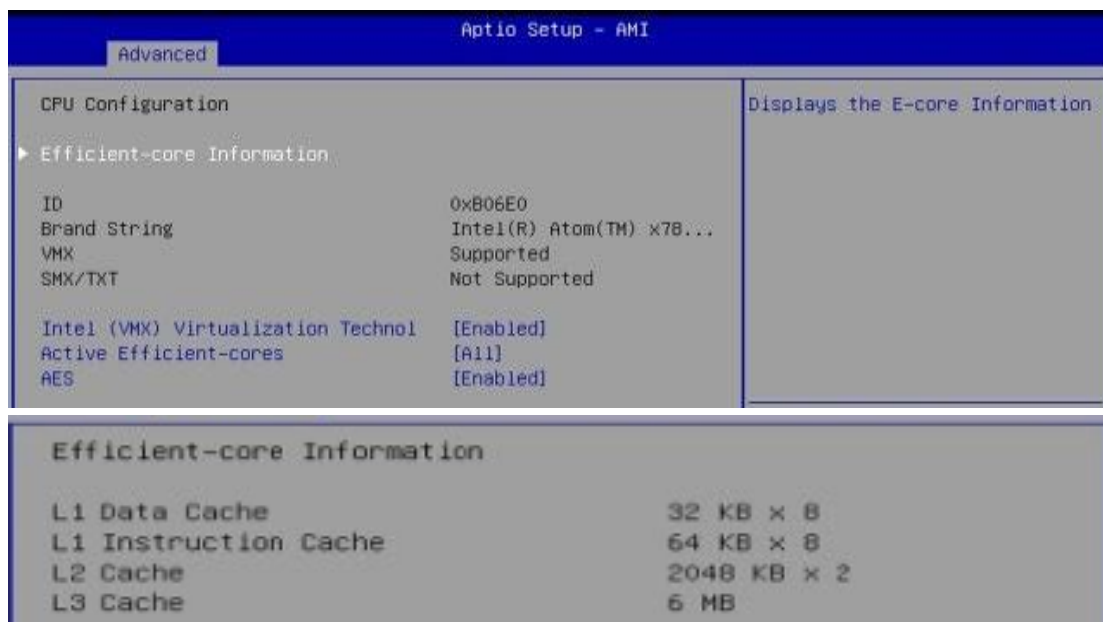 Aptio Setup - AMI
Advanced
CPU Configuration
Displays the E-core Information
Efficient-core Information
ID 0xB06E0
Brand String Intel(R) Atom(TM) x78...
VMX Supported
SMX/TXT Not Supported
Intel (VMX) Virtualization Technol [Enabled]
Active Efficient-cores [All]
AES [Enabled]
Efficient-core Information
L1 Data Cache 32 KB x 8
L1 Instruction Cache 64 KB x 8
L2 Cache 2048 KB x 2
L3 Cache 6 MB